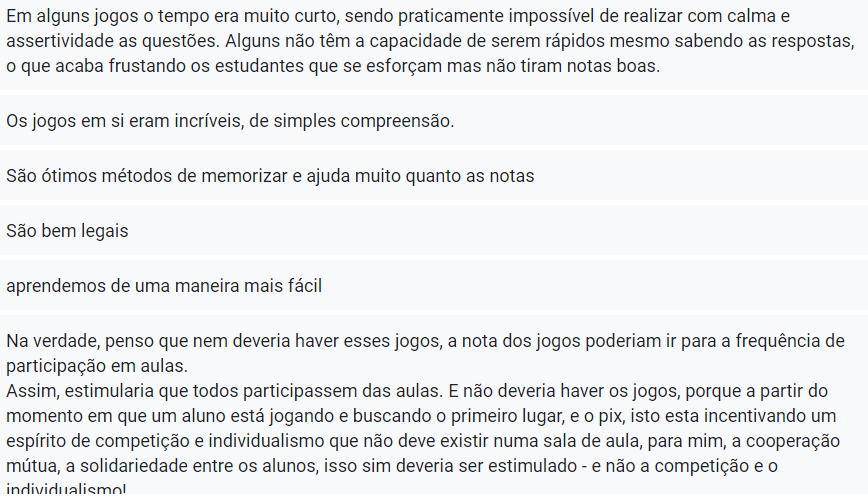 Em alguns jogos o tempo era muito curto, sendo praticamente impossível de realizar com calma e
assertividade as questões. Alguns não têm a capacidade de serem rápidos mesmo sabendo as respostas,
o que acaba frustando os estudantes que se esforçam mas não tiram notas boas.
Os jogos em si eram incríveis, de simples compreensão.
São ótimos métodos de memorizar e ajuda muito quanto as notas
São bem legais
aprendemos de uma maneira mais fácil
Na verdade, penso que nem deveria haver esses jogos, a nota dos jogos poderiam ir para a frequência de
participação em aulas.
Assim, estimularia que todos participassem das aulas. E não deveria haver os jogos, porque a partir do
momento em que um aluno está jogando e buscando o primeiro lugar, e o pix, isto esta incentivando um
espírito de competição e individualismo que não deve existir numa sala de aula, para mim, a cooperação
mútua, a solidariedade entre os alunos, isso sim deveria ser estimulado - e não a competição e o
individualismo!